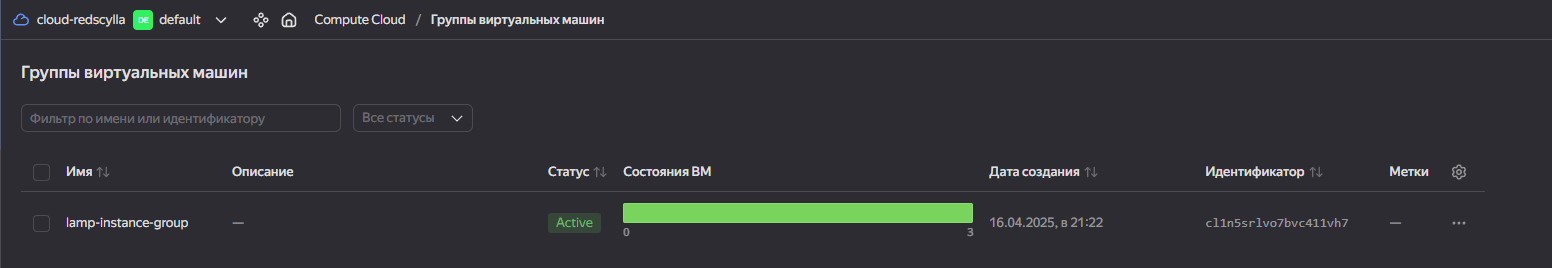 cloud-redscylla DE default Compute Cloud / Группы виртуальных машин
Группы виртуальных машин
Фильтр по имени или идентификатору Все статусы
Имя Описание Статус Состояния ВМ Дата создания Идентификатор Метки
lamp-instance-group — Active 16.04.2025, в 21:22 cl1n5srlvo7bvc411vh7 — ...
0 3